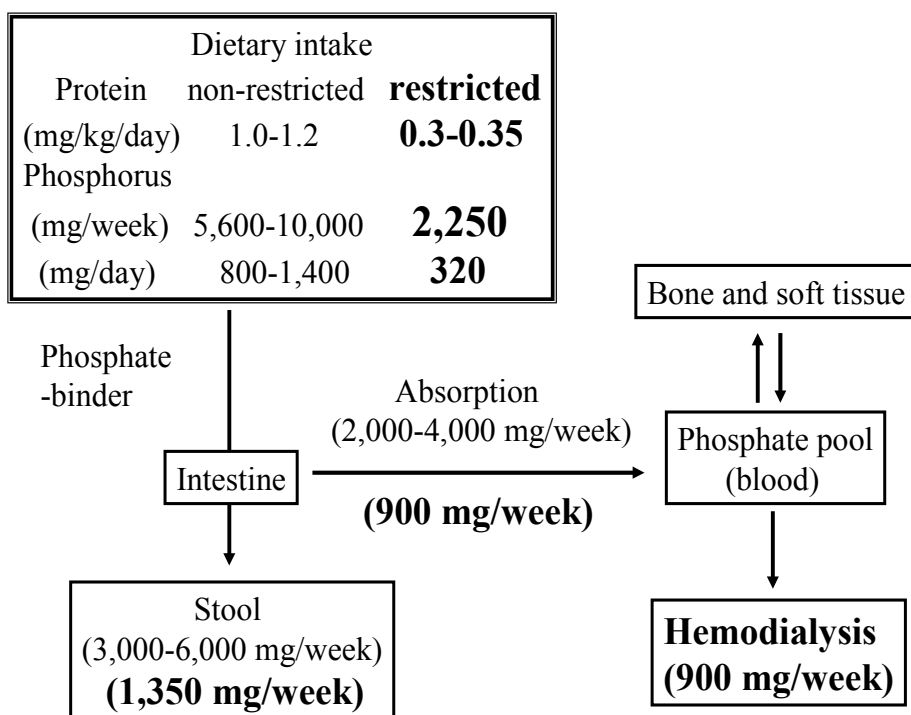 Dietary intake
Protein non-restricted restricted
(mg/kg/day) 1.0-1.2 0.3-0.35
Phosphorus
(mg/week) 5,600-10,000 2,250
(mg/day) 800-1,400 320
Bone and soft tissue
Phosphate
-binder
Absorption
(2,000-4,000 mg/week)
Phosphate pool
(blood)
Intestine
(900 mg/week)
Stool
(3,000-6,000 mg/week)
(1,350 mg/week)
Hemodialysis
(900 mg/week)